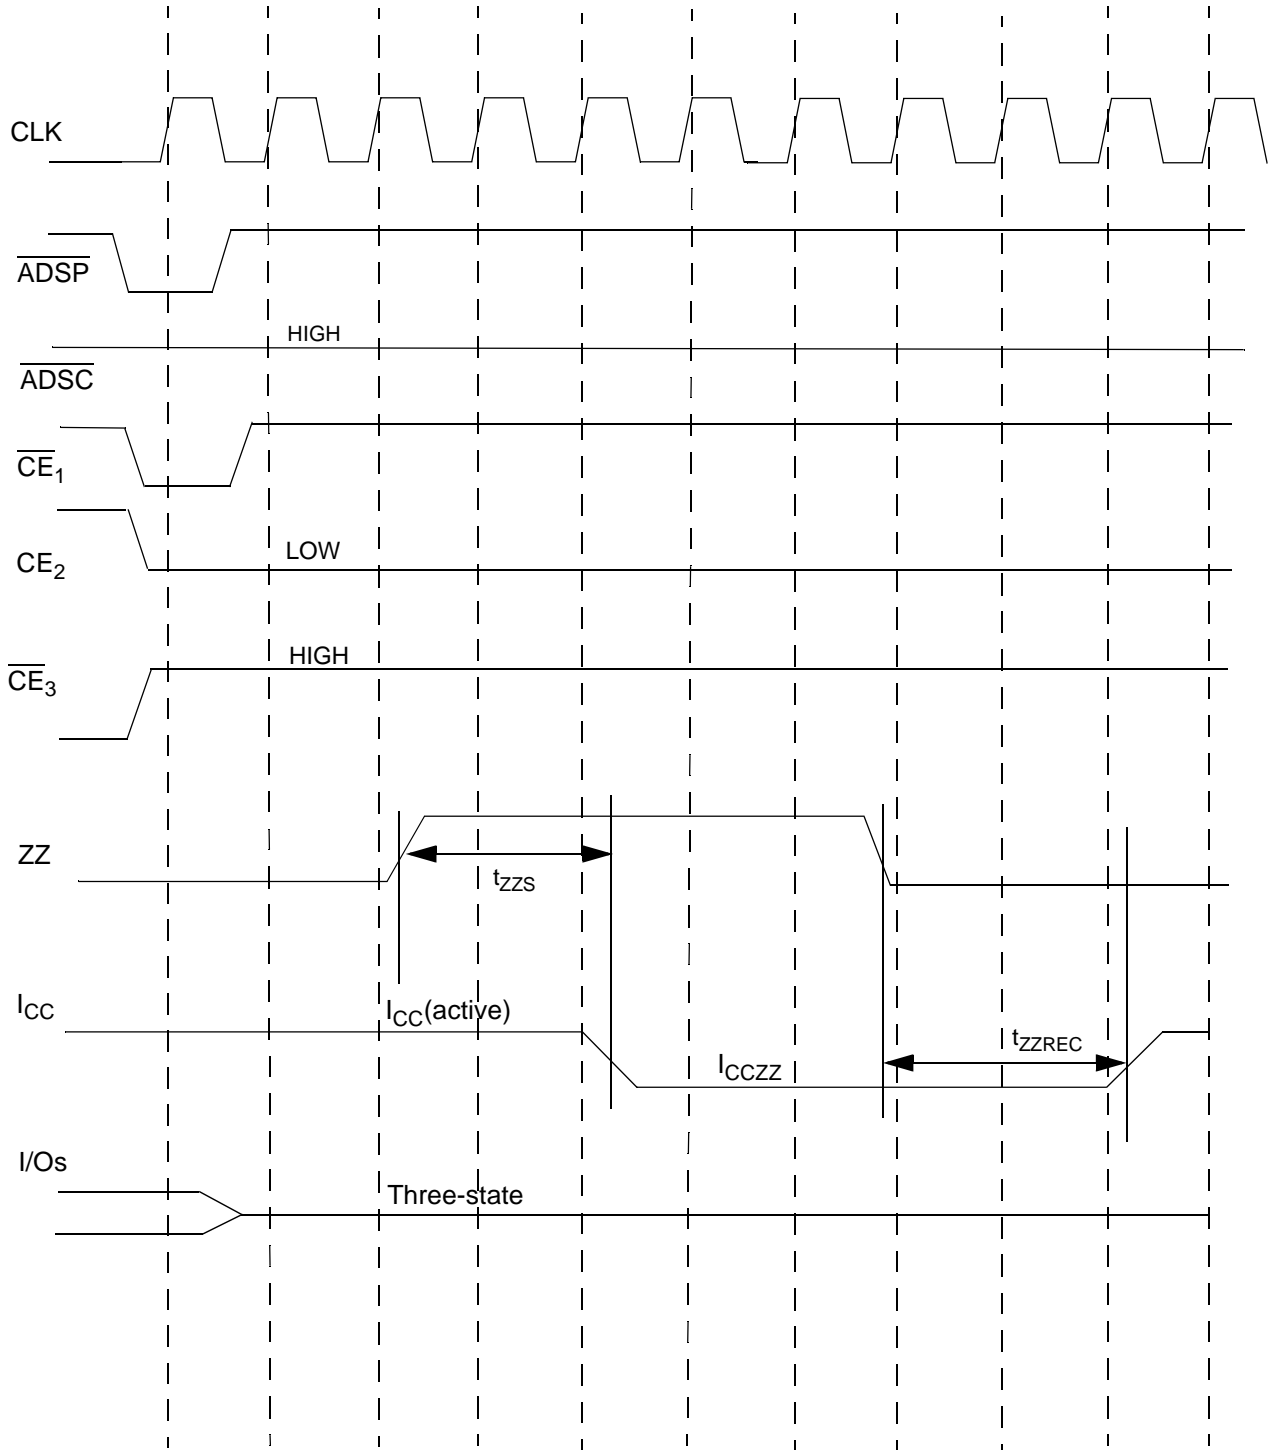 CLK
ADSP
HIGH
ADSC
CE1
LOW
CE2
HIGH
CE3
ZZ
tZZS
ICC
ICC(active)
tZZREC
ICCZZ
I/Os
Three-state